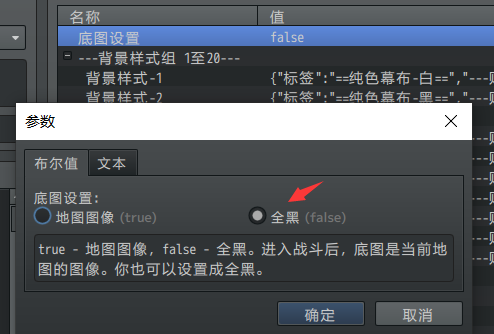 名称 值
底图设置 false
---背景样式组 1至20---
背景样式-1 {"标签":"==纯色幕布-白==","---则
背景样式-2 {"标签":"==纯色幕布-黑==","---则
参数
布尔值 文本
底图设置:
地图图像 (true) 全黑 (false)
true - 地图图像, false - 全黑。进入战斗后, 底图是当前地
图的图像。你也可以设置成全黑。
确定 取消